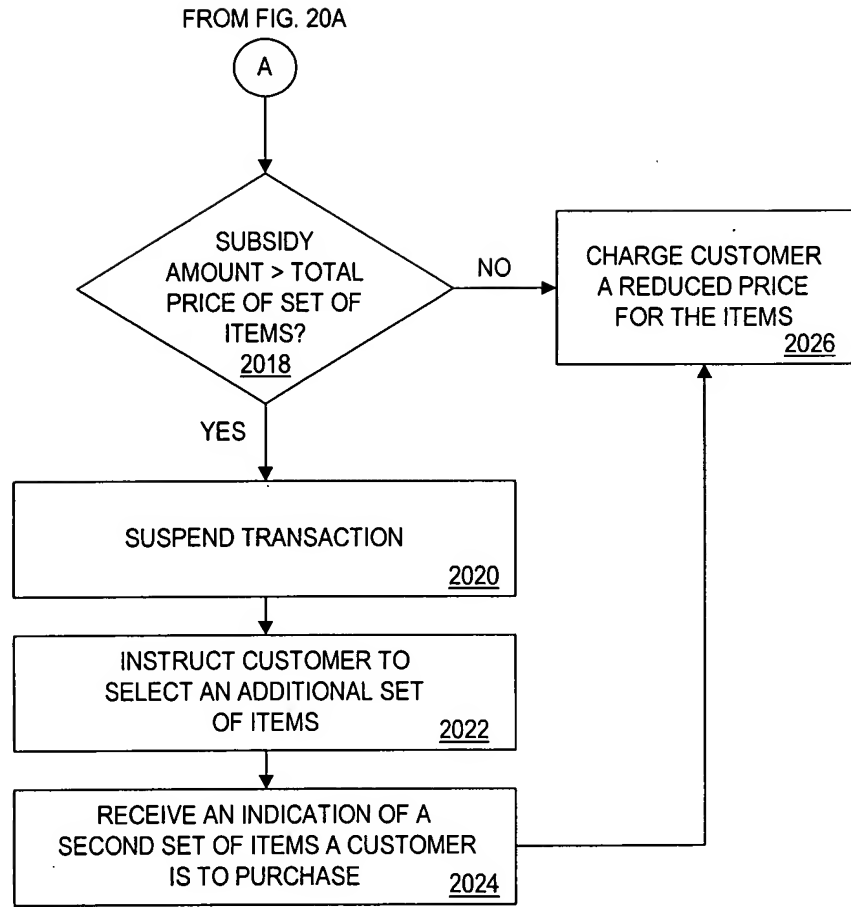 FROM FIG. 20A
A
SUBSIDY
AMOUNT > TOTAL
PRICE OF SET OF
ITEMS?
2018
NO
CHARGE CUSTOMER
A REDUCED PRICE
FOR THE ITEMS
2026
YES
SUSPEND TRANSACTION
2020
INSTRUCT CUSTOMER TO
SELECT AN ADDITIONAL SET
OF ITEMS
2022
RECEIVE AN INDICATION OF A
SECOND SET OF ITEMS A CUSTOMER
IS TO PURCHASE
2024